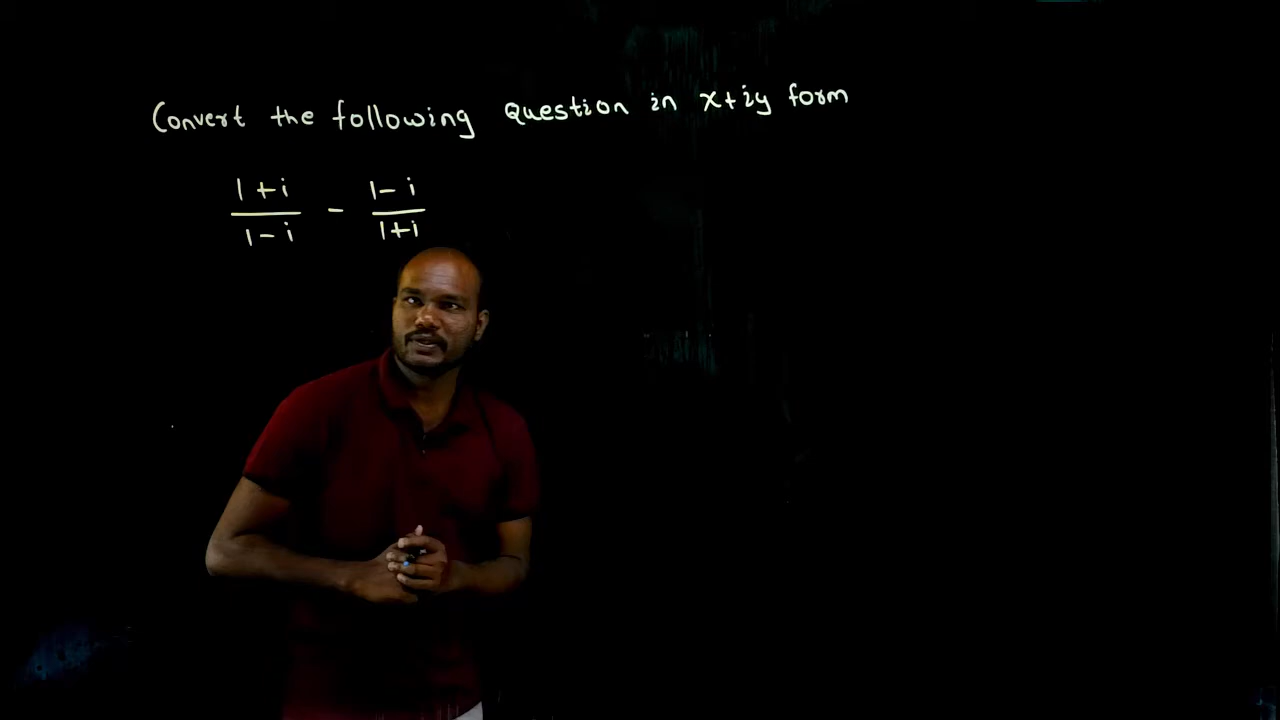 Convert the following Question in x+iy form
1+i/1-i - 1-i/1+i